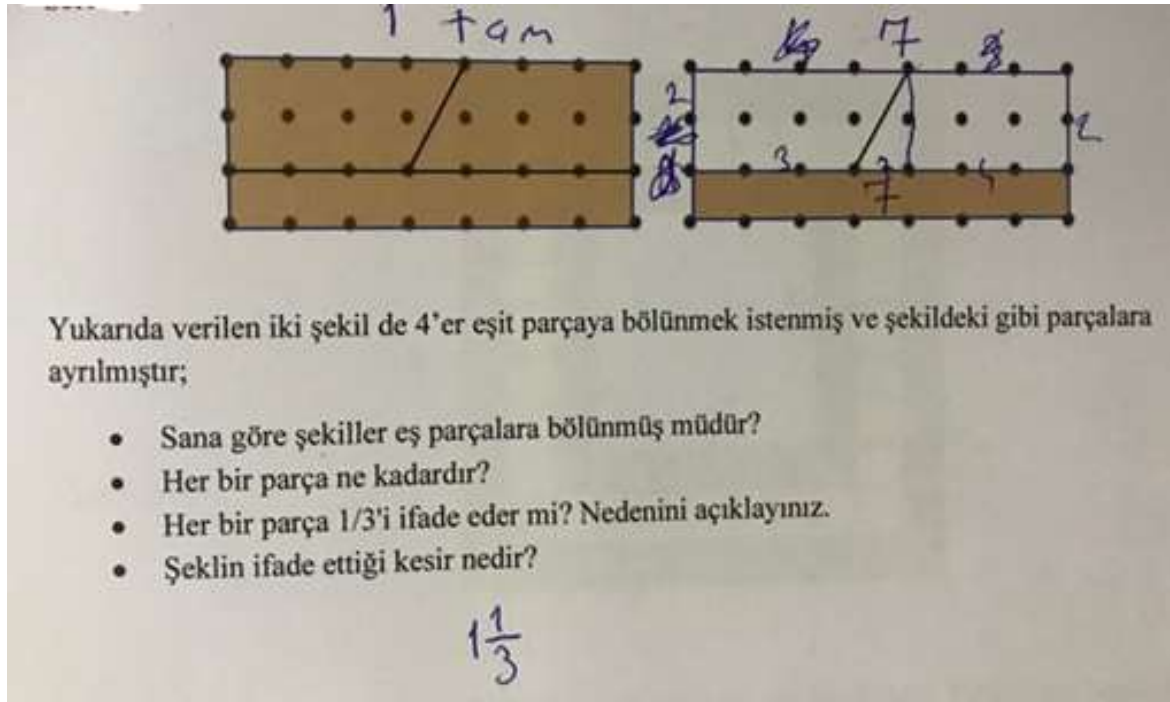 1 tam
7
2
2
3
7
Yukarıda verilen iki şekil de 4'er eşit parçaya bölünmek istenmiş ve şekildeki gibi parçalara
ayrılmıştır;
• Sana göre şekiller eş parçalara bölünmüş müdür?
• Her bir parça ne kadardır?
• Her bir parça 1/3'i ifade eder mi? Nedenini açıklayınız.
• Şeklin ifade ettiği kesir nedir?
1 1/3